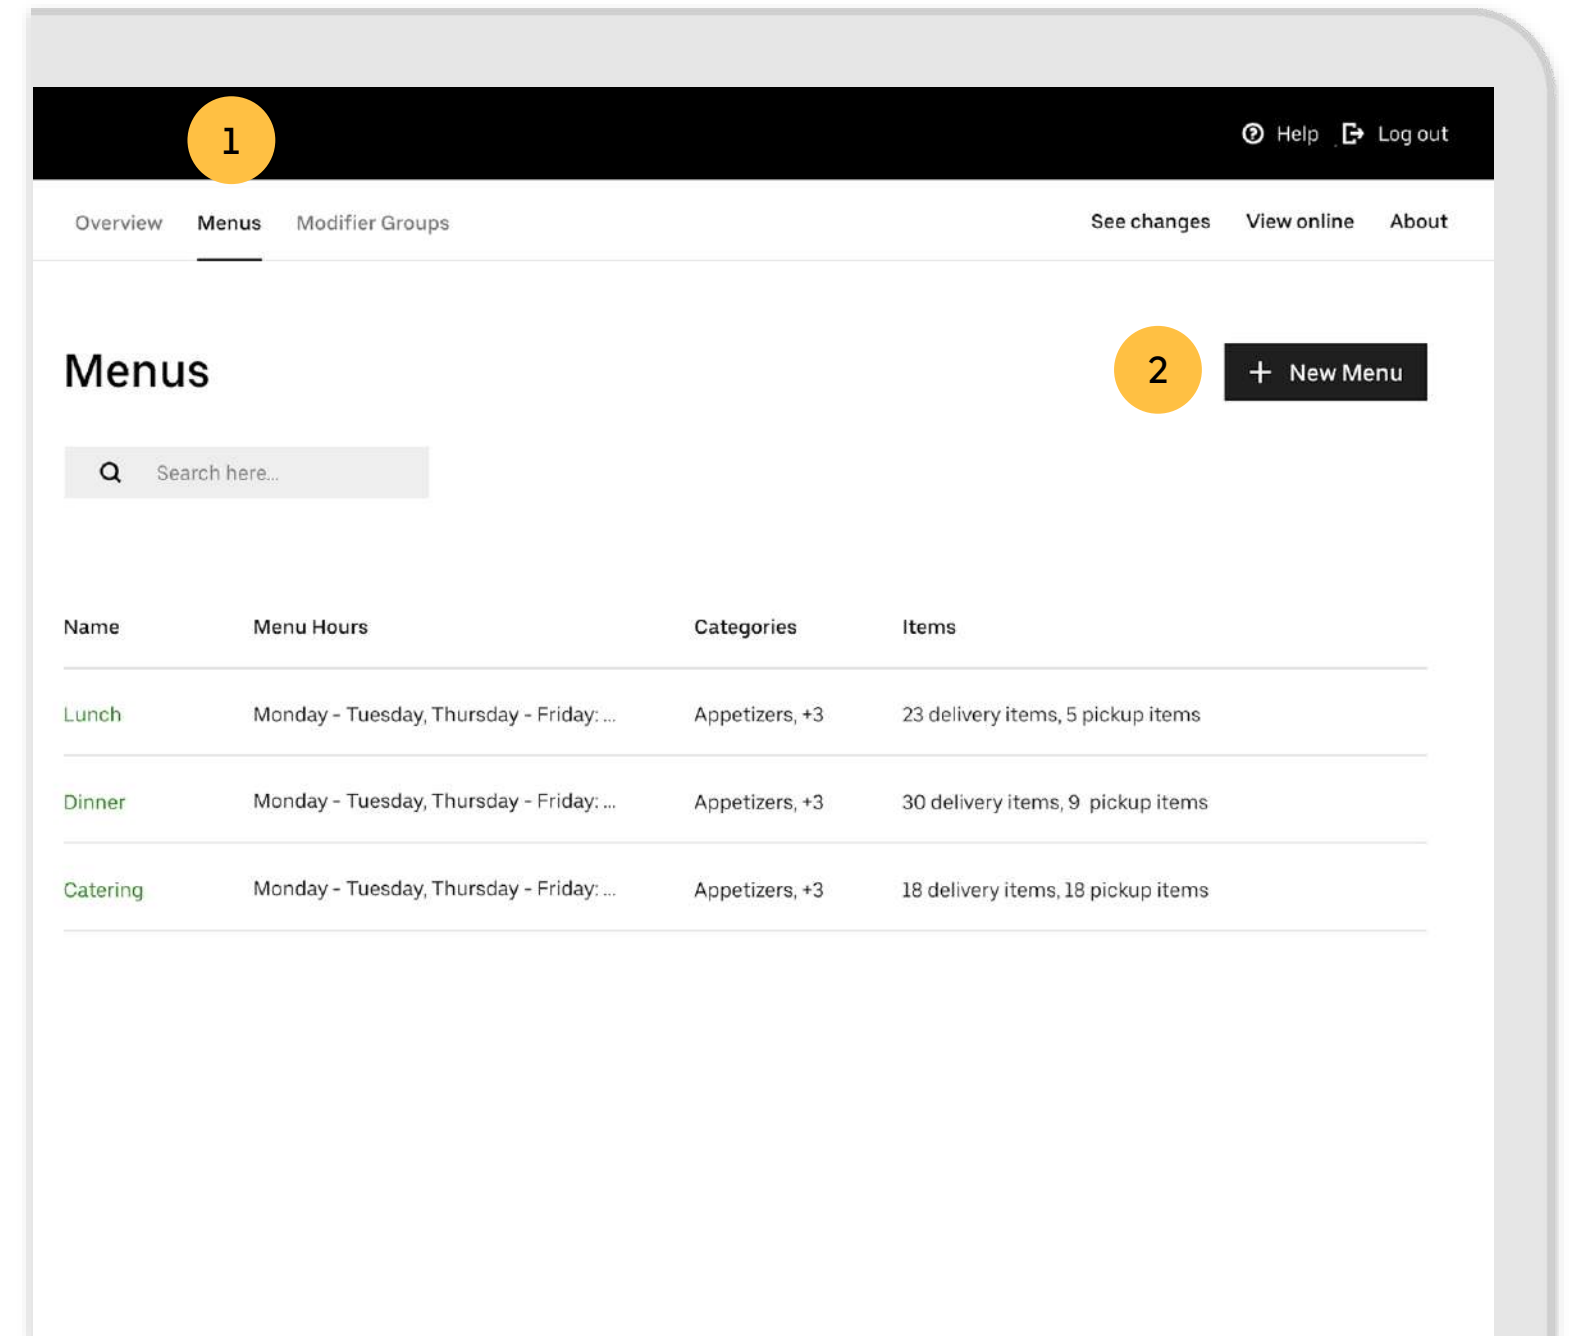 1
Help Log out
Overview Menus Modifier Groups See changes View online About
Menus 2 + New Menu
Search here...
Name Menu Hours Categories Items
Lunch Monday - Tuesday, Thursday - Friday: ... Appetizers, +3 23 delivery items, 5 pickup items
Dinner Monday - Tuesday, Thursday - Friday: ... Appetizers, +3 30 delivery items, 9 pickup items
Catering Monday - Tuesday, Thursday - Friday: ... Appetizers, +3 18 delivery items, 18 pickup items